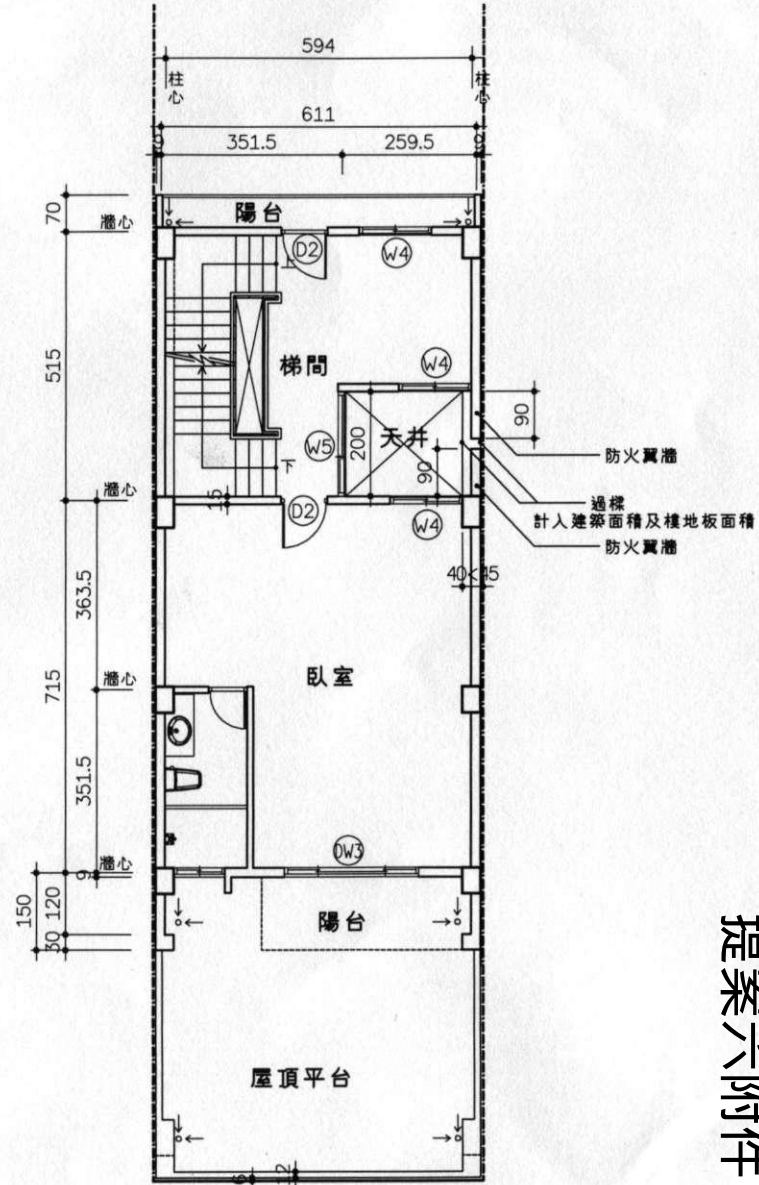 594
柱心
柱心
611
9
351.5
259.5
9
70
牆心
陽台
D2
W4
上
515
梯間
W4
90
天井
W5
200
90
防火翼牆
過樑
計入建築面積及樓地板面積
防火翼牆
下
牆心
15
D2
W4
40<45
363.5
715
臥室
牆心
351.5
DW3
牆心
9
150
120
30
陽台
屋頂平台
6
12
提案六附件